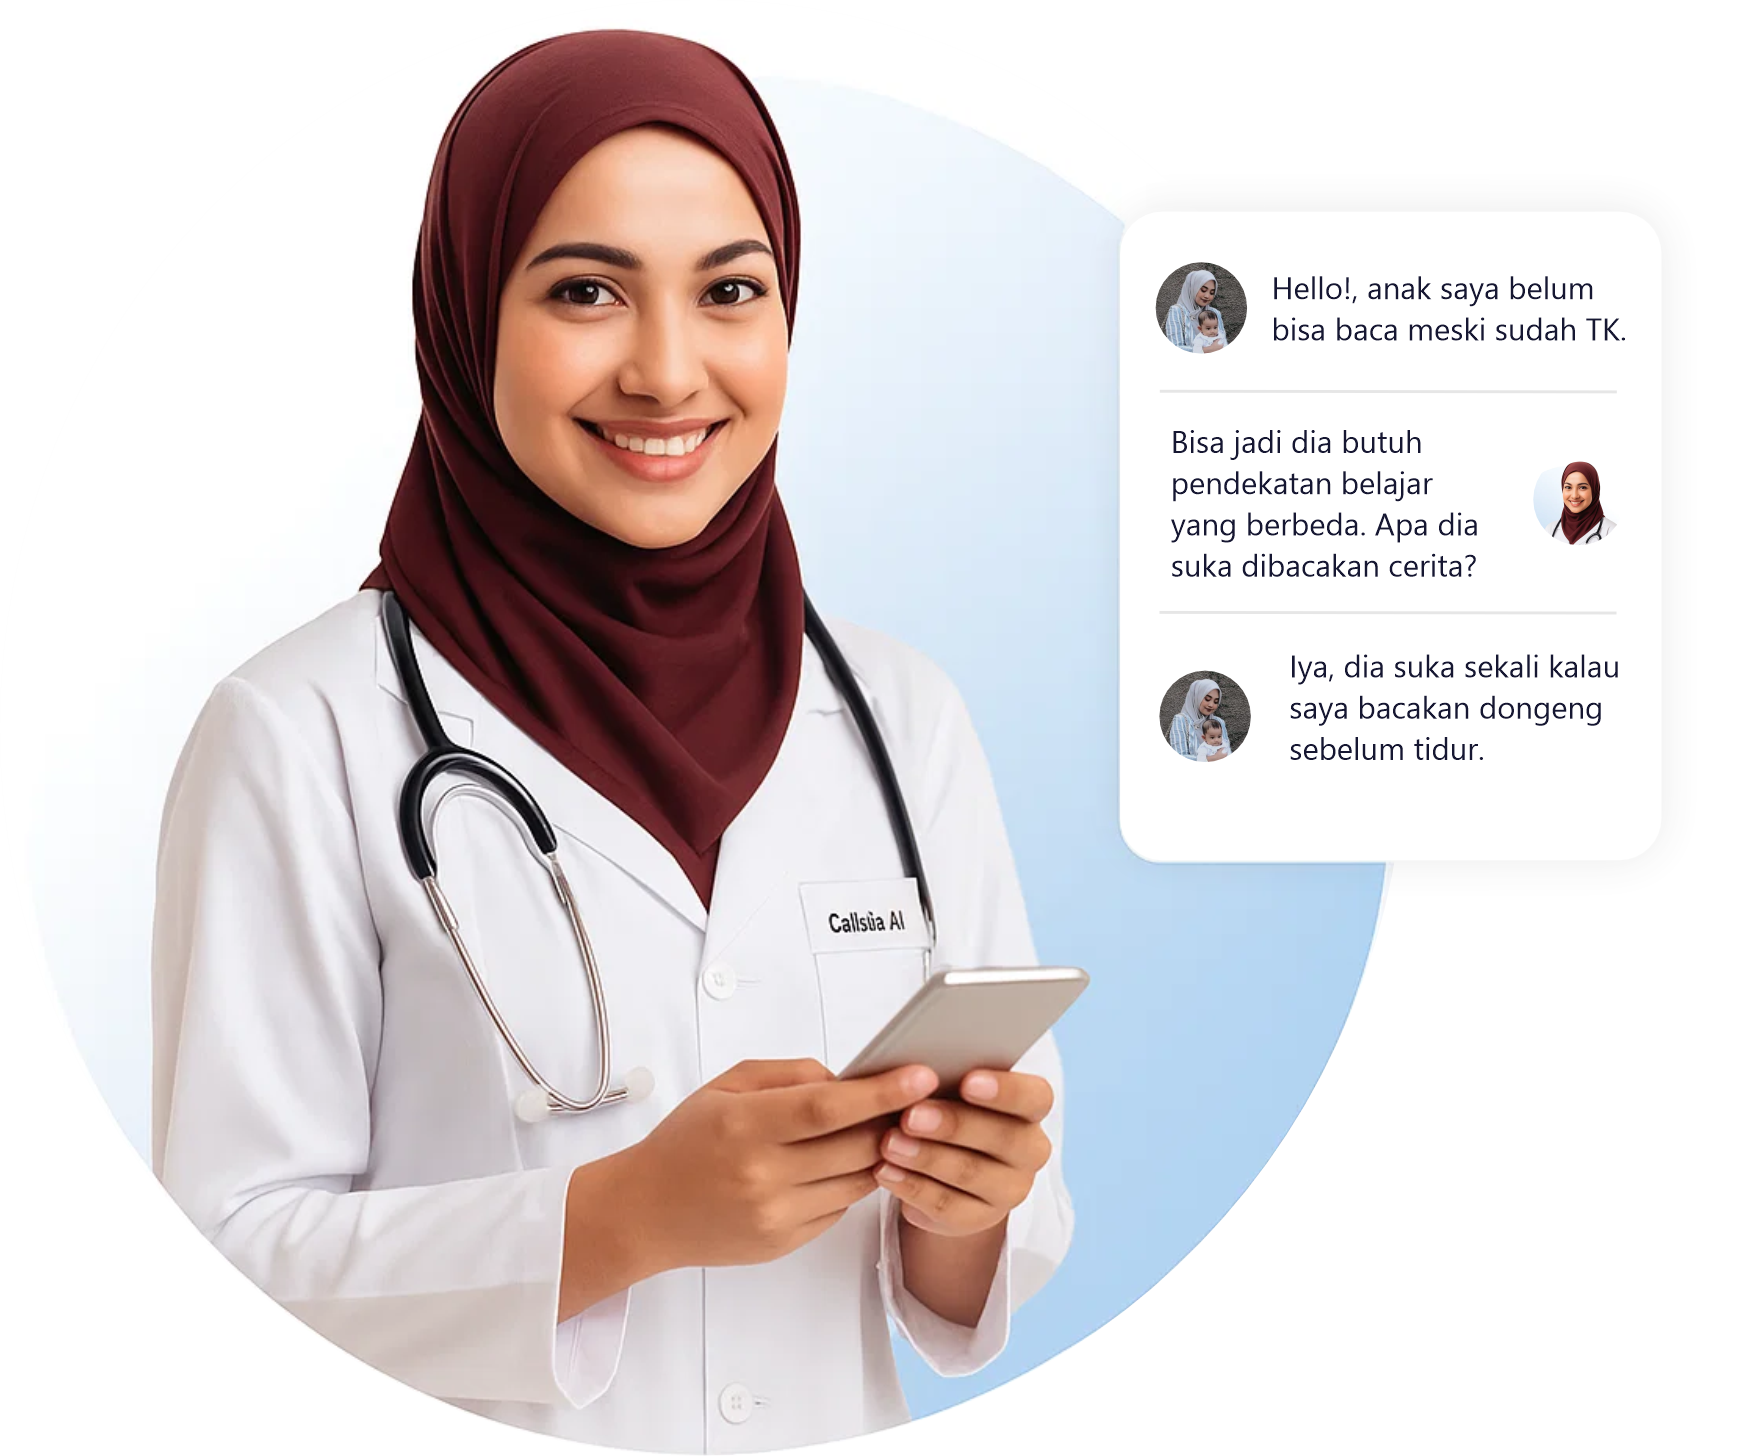 Hello!, anak saya belum
bisa baca meski sudah TK.
Bisa jadi dia butuh
pendekatan belajar
yang berbeda. Apa dia
suka dibacakan cerita?
Iya, dia suka sekali kalau
saya bacakan dongeng
sebelum tidur.
AI